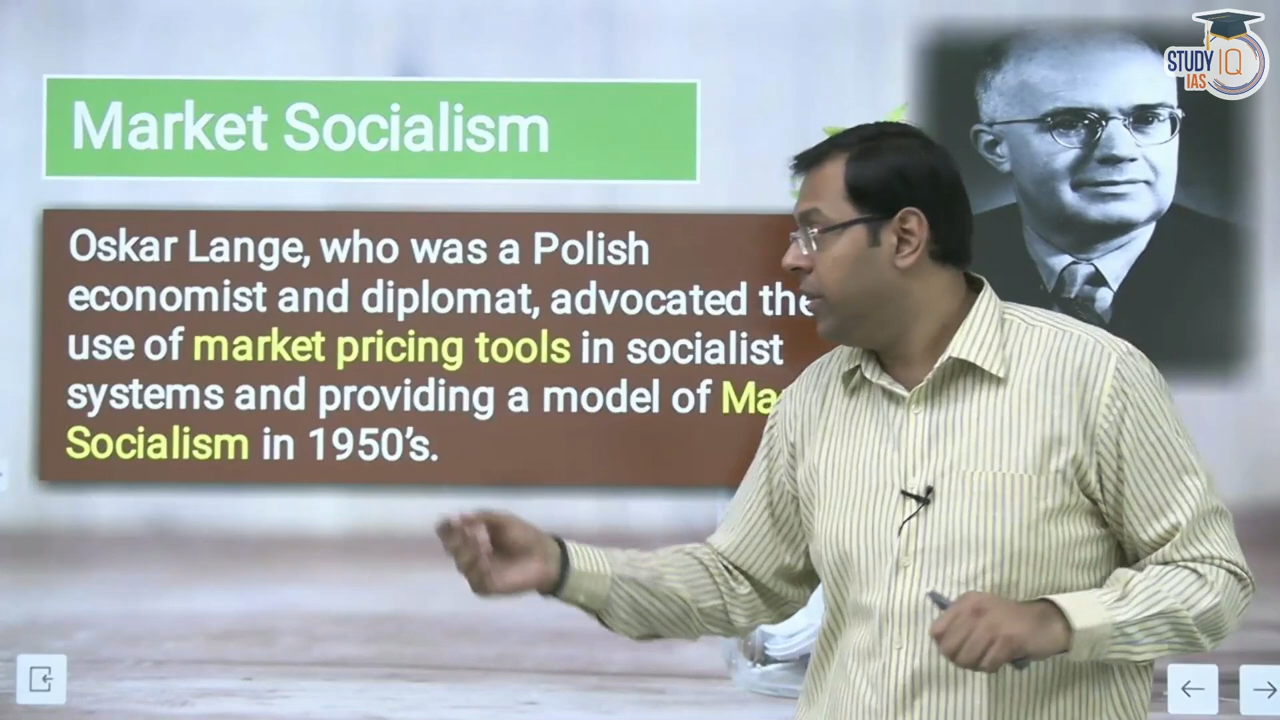 STUDY IQ
IAS
Market Socialism
Oskar Lange, who was a Polish
economist and diplomat, advocated the
use of market pricing tools in socialist
systems and providing a model of
Socialism in 1950's.